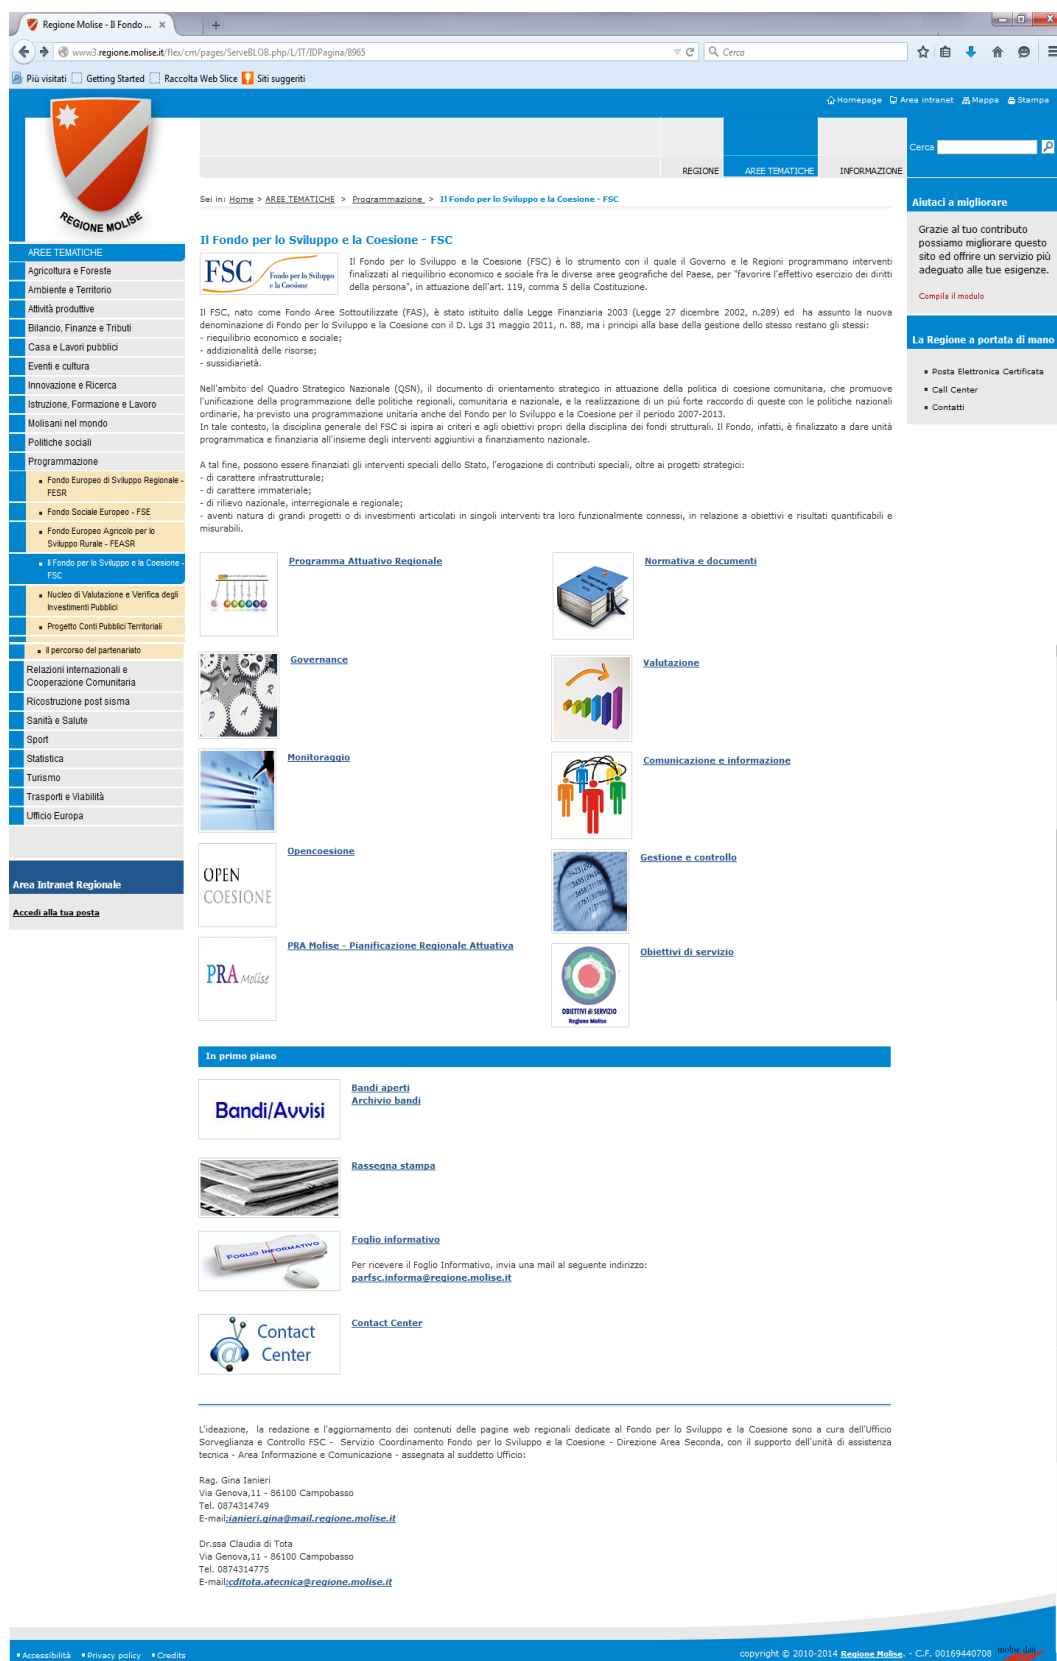 Regione Molise - Il Fondo ... ×
www3.regione.molise.it/flex/cm/pages/ServeBLOB.php/L/IT/IDPagina/8965
Cerca
Più visitati Getting Started Raccolta Web Slice Siti suggeriti
Homepage Area intranet Mappa Stampa
REGIONE MOLISE
REGIONE AREE TEMATICHE INFORMAZIONE
Cerca
Sei in: Home > AREE TEMATICHE > Programmazione > Il Fondo per lo Sviluppo e la Coesione - FSC
AREE TEMATICHE
Agricoltura e Foreste
Ambiente e Territorio
Attività produttive
Bilancio, Finanze e Tributi
Casa e Lavori pubblici
Eventi e cultura
Innovazione e Ricerca
Istruzione, Formazione e Lavoro
Molisani nel mondo
Politiche sociali
Programmazione
Fondo Europeo di Sviluppo Regionale -
FESR
Fondo Sociale Europeo - FSE
Fondo Europeo Agricolo per lo
Sviluppo Rurale - FEASR
Il Fondo per lo Sviluppo e la Coesione -
FSC
Nucleo di Valutazione e Verifica degli
Investimenti Pubblici
Progetto Conti Pubblici Territoriali
Il percorso del partenariato
Relazioni internazionali e
Cooperazione Comunitaria
Ricostruzione post sisma
Sanità e Salute
Sport
Statistica
Turismo
Trasporti e Viabilità
Ufficio Europa
Area Intranet Regionale
Accedi alla tua posta
Il Fondo per lo Sviluppo e la Coesione - FSC
FSC Fondo per lo Sviluppo
e la Coesione
Il Fondo per lo Sviluppo e la Coesione (FSC) è lo strumento con il quale il Governo e le Regioni programmano interventi
finalizzati al riequilibrio economico e sociale fra le diverse aree geografiche del Paese, per "favorire l'effettivo esercizio dei diritti
della persona", in attuazione dell'art. 119, comma 5 della Costituzione.
Il FSC, nato come Fondo Aree Sottoutilizzate (FAS), è stato istituito dalla Legge Finanziaria 2003 (Legge 27 dicembre 2002, n.289) ed ha assunto la nuova
denominazione di Fondo per lo Sviluppo e la Coesione con il D. Lgs 31 maggio 2011, n. 88, ma i principi alla base della gestione dello stesso restano gli stessi:
- riequilibrio economico e sociale;
- addizionalità delle risorse;
- sussidiarietà.
Nell'ambito del Quadro Strategico Nazionale (QSN), il documento di orientamento strategico in attuazione della politica di coesione comunitaria, che promuove
l'unificazione della programmazione delle politiche regionali, comunitaria e nazionale, e la realizzazione di un più forte raccordo di queste con le politiche nazionali
ordinarie, ha previsto una programmazione unitaria anche del Fondo per lo Sviluppo e la Coesione per il periodo 2007-2013.
In tale contesto, la disciplina generale del FSC si ispira ai criteri e agli obiettivi propri della disciplina dei fondi strutturali. Il Fondo, infatti, è finalizzato a dare unità
programmatica e finanziaria all'insieme degli interventi aggiuntivi a finanziamento nazionale.
A tal fine, possono essere finanziati gli interventi speciali dello Stato, l'erogazione di contributi speciali, oltre ai progetti strategici:
- di carattere infrastrutturale;
- di carattere immateriale;
- di rilievo nazionale, interregionale e regionale;
- aventi natura di grandi progetti o di investimenti articolati in singoli interventi tra loro funzionalmente connessi, in relazione a obiettivi e risultati quantificabili e
misurabili.
Programma Attuativo Regionale
Normativa e documenti
P A R
Governance
Valutazione
Monitoraggio
Comunicazione e informazione
OPEN
COESIONE
Opencoesione
Gestione e controllo
PRA Molise
PRA Molise - Pianificazione Regionale Attuativa
OBIETTIVI di SERVIZIO
Regione Molise
Obiettivi di servizio
In primo piano
Bandi/Avvisi
Bandi aperti
Archivio bandi
Rassegna stampa
FOGLIO INFORMATIVO
Foglio informativo
Per ricevere il Foglio Informativo, invia una mail al seguente indirizzo:
parfsc.informa@regione.molise.it
Contact
Center
Contact Center
L'ideazione, la redazione e l'aggiornamento dei contenuti delle pagine web regionali dedicate al Fondo per lo Sviluppo e la Coesione sono a cura dell'Ufficio
Sorveglianza e Controllo FSC - Servizio Coordinamento Fondo per lo Sviluppo e la Coesione - Direzione Area Seconda, con il supporto dell'unità di assistenza
tecnica - Area Informazione e Comunicazione - assegnata al suddetto Ufficio:
Rag. Gina Ianieri
Via Genova,11 - 86100 Campobasso
Tel. 0874314749
E-mail:ianieri.gina@mail.regione.molise.it
Dr.ssa Claudia di Tota
Via Genova,11 - 86100 Campobasso
Tel. 0874314775
E-mail:cditota.atecnica@regione.molise.it
Aiutaci a migliorare
Grazie al tuo contributo
possiamo migliorare questo
sito ed offrire un servizio più
adeguato alle tue esigenze.
Compila il modulo
La Regione a portata di mano
Posta Elettronica Certificata
Call Center
Contatti
Accessibilità Privacy policy Credits
copyright © 2010-2014 Regione Molise. - C.F. 00169440708 molise dati